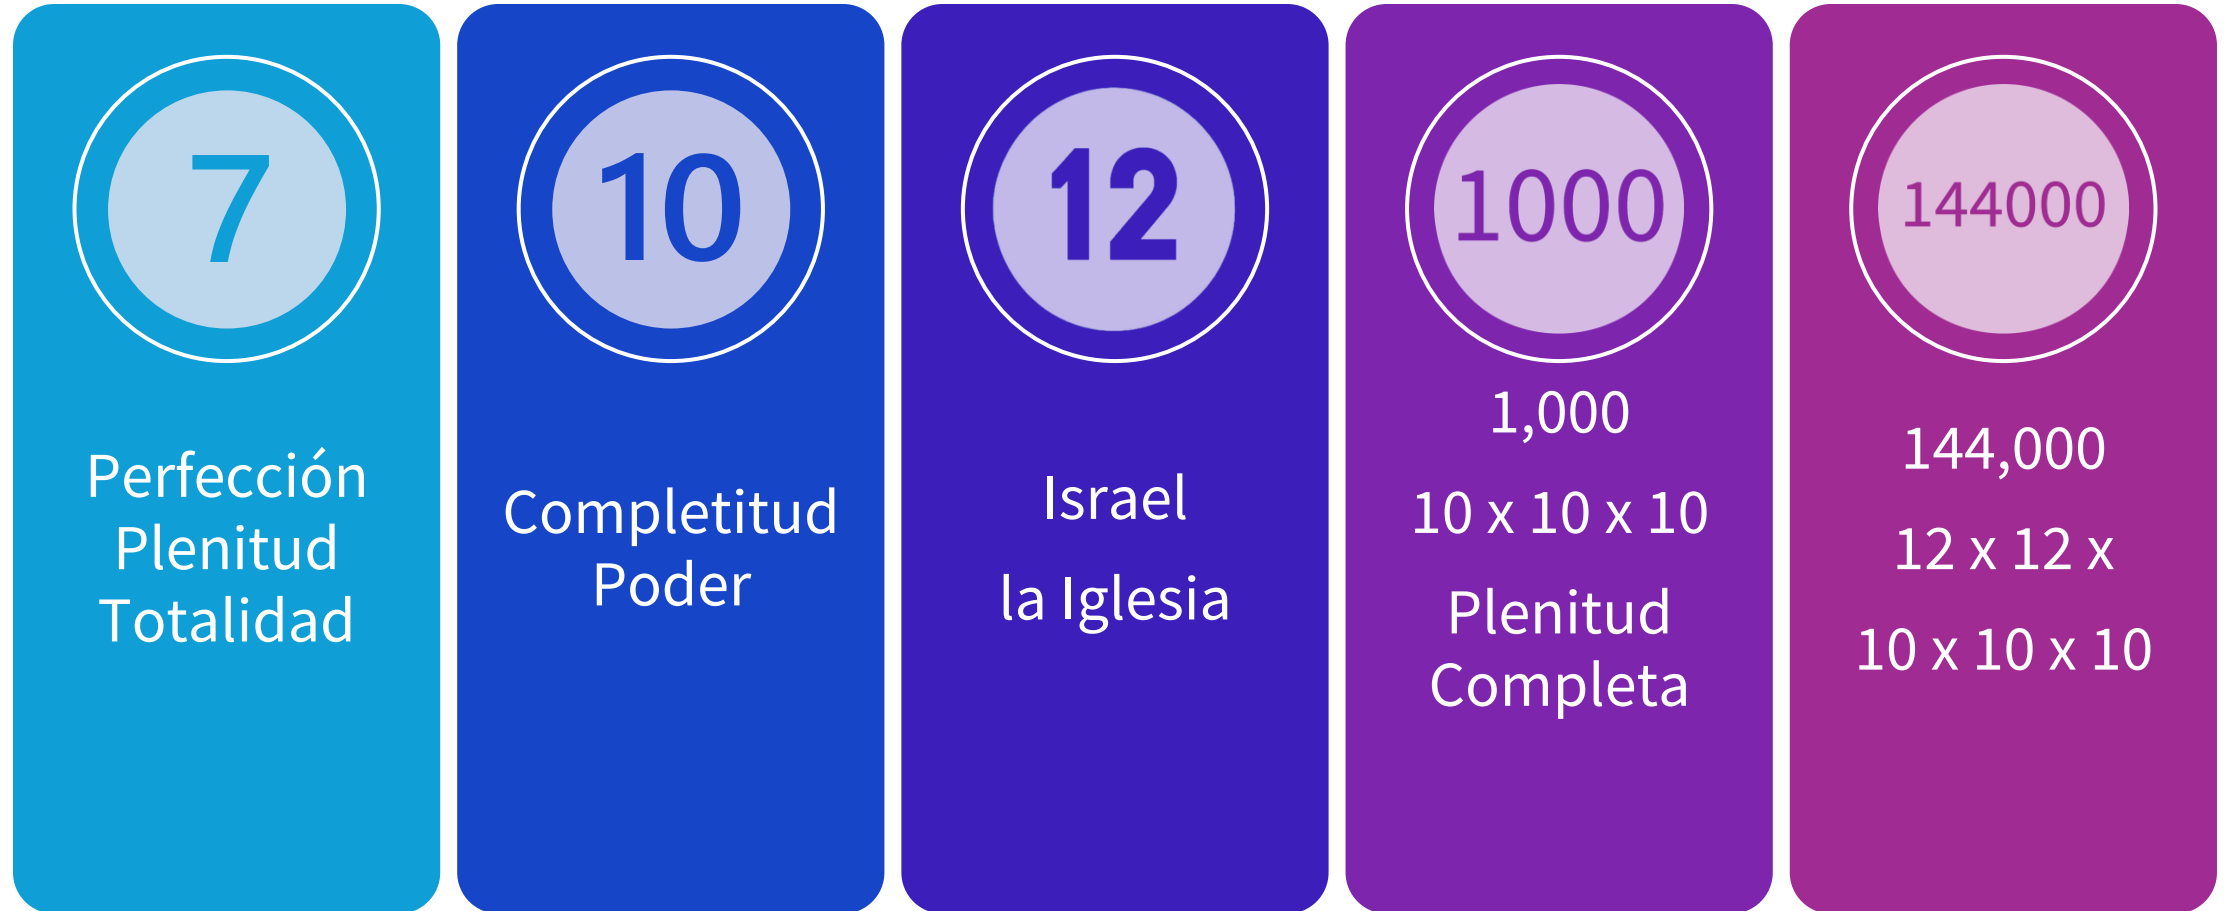 7
Perfección
Plenitud
Totalidad
10
Completitud
Poder
12
Israel
la Iglesia
1000
1,000
10 x 10 x 10
Plenitud
Completa
144000
144,000
12 x 12 x
10 x 10 x 10